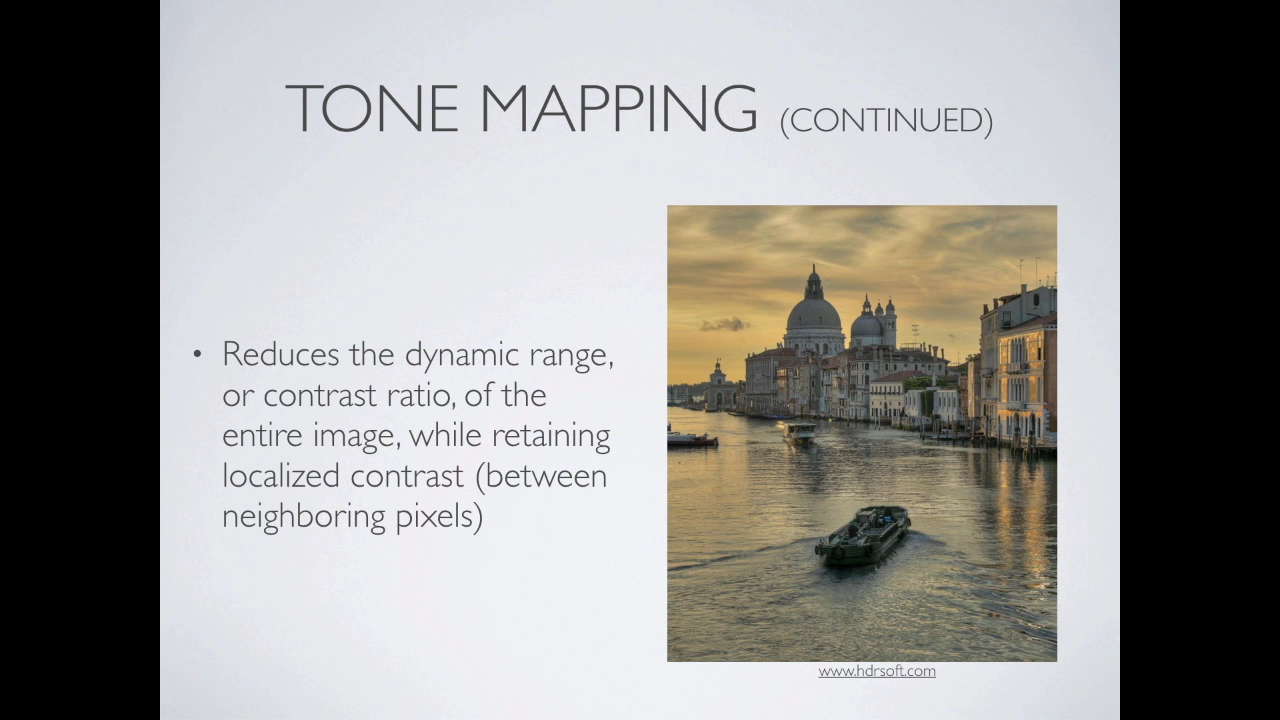 TONE MAPPING (CONTINUED)
• Reduces the dynamic range,
or contrast ratio, of the
entire image, while retaining
localized contrast (between
neighboring pixels)
www.hdrsoft.com